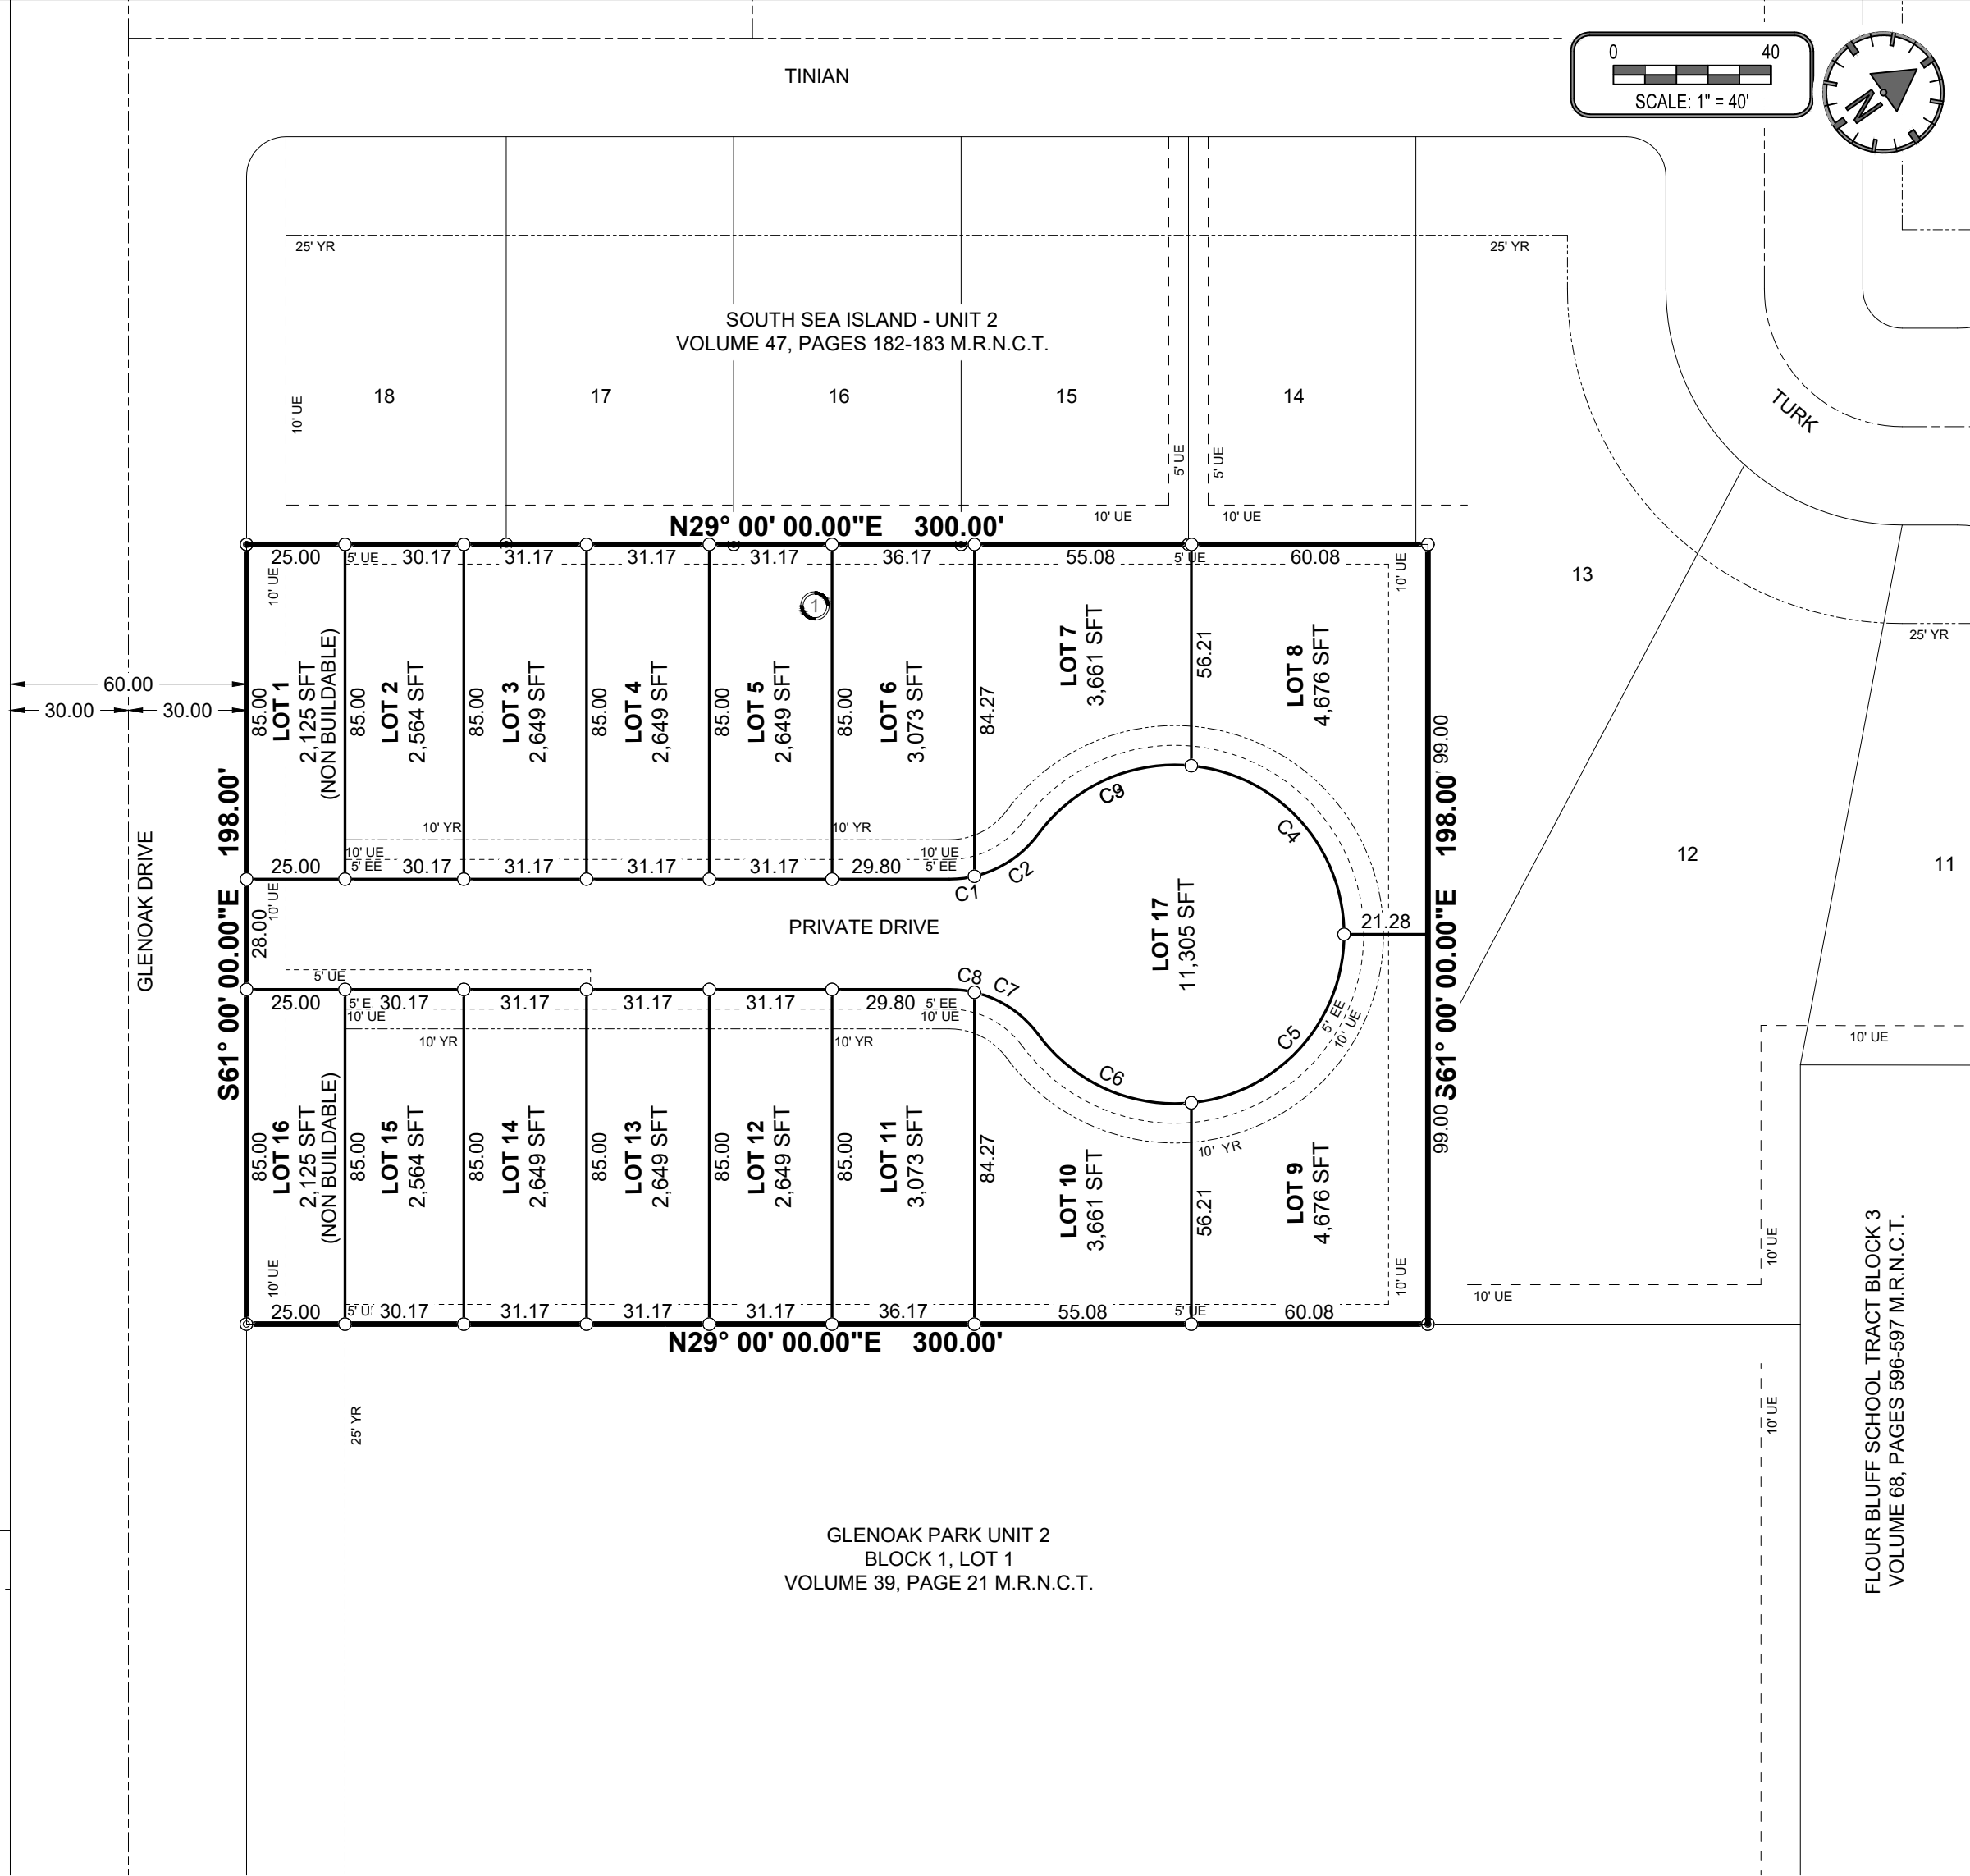 0 40
SCALE: 1" = 40'
N
TINIAN
25' YR
25' YR
SOUTH SEA ISLAND - UNIT 2
VOLUME 47, PAGES 182-183 M.R.N.C.T.
18
17
16
15
14
10' UE
5' UE
5' UE
10' UE
10' UE
TURK
13
12
11
25' YR
N29° 00' 00.00"E 300.00'
25.00
5' UE
30.17
31.17
31.17
31.17
36.17
55.08
5' UE
60.08
10' UE
10' UE
1
60.00
30.00
30.00
85.00
LOT 1
2,125 SFT
(NON BUILDABLE)
85.00
LOT 2
2,564 SFT
85.00
LOT 3
2,649 SFT
85.00
LOT 4
2,649 SFT
85.00
LOT 5
2,649 SFT
85.00
LOT 6
3,073 SFT
84.27
LOT 7
3,661 SFT
56.21
LOT 8
4,676 SFT
99.00
10' YR
10' YR
10' UE
5' EE
10' UE
5' EE
25.00
30.17
31.17
31.17
31.17
29.80
C1
C2
C9
C4
S61° 00' 00.00"E 198.00'
GLENOAK DRIVE
28.00
10' UE
PRIVATE DRIVE
LOT 17
11,305 SFT
21.28
S61° 00' 00.00"E 198.00'
5' UE
C8
C7
C6
C5
5' EE
10' UE
25.00
5' E
30.17
31.17
31.17
31.17
29.80
5' EE
10' UE
10' UE
10' YR
10' YR
10' YR
85.00
LOT 16
2,125 SFT
(NON BUILDABLE)
85.00
LOT 15
2,564 SFT
85.00
LOT 14
2,649 SFT
85.00
LOT 13
2,649 SFT
85.00
LOT 12
2,649 SFT
85.00
LOT 11
3,073 SFT
84.27
LOT 10
3,661 SFT
56.21
LOT 9
4,676 SFT
99.00
10' UE
10' UE
25.00
5' U
30.17
31.17
31.17
31.17
36.17
55.08
5' UE
60.08
N29° 00' 00.00"E 300.00'
10' UE
10' UE
10' UE
10' UE
25' YR
GLENOAK PARK UNIT 2
BLOCK 1, LOT 1
VOLUME 39, PAGE 21 M.R.N.C.T.
FLOUR BLUFF SCHOOL TRACT BLOCK 3
VOLUME 68, PAGES 596-597 M.R.N.C.T.